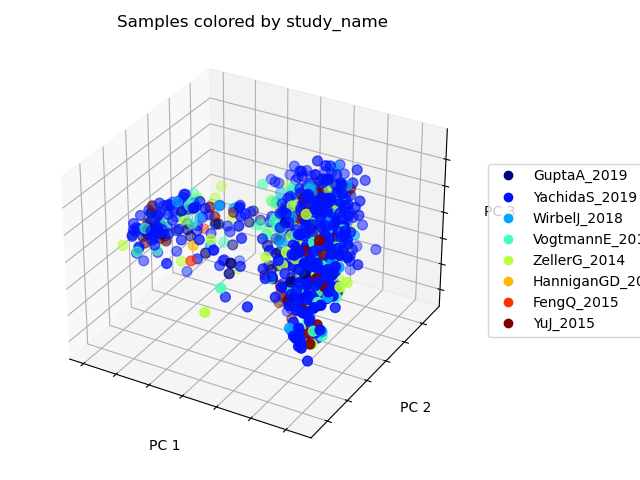 Samples colored by study_name
GuptaA_2019
YachidaS_2019
WirbelJ_2018
PC 3
VogtmannE_201
ZellerG_2014
HanniganGD_20
FengQ_2015
YuJ_2015
PC 2
PC 1